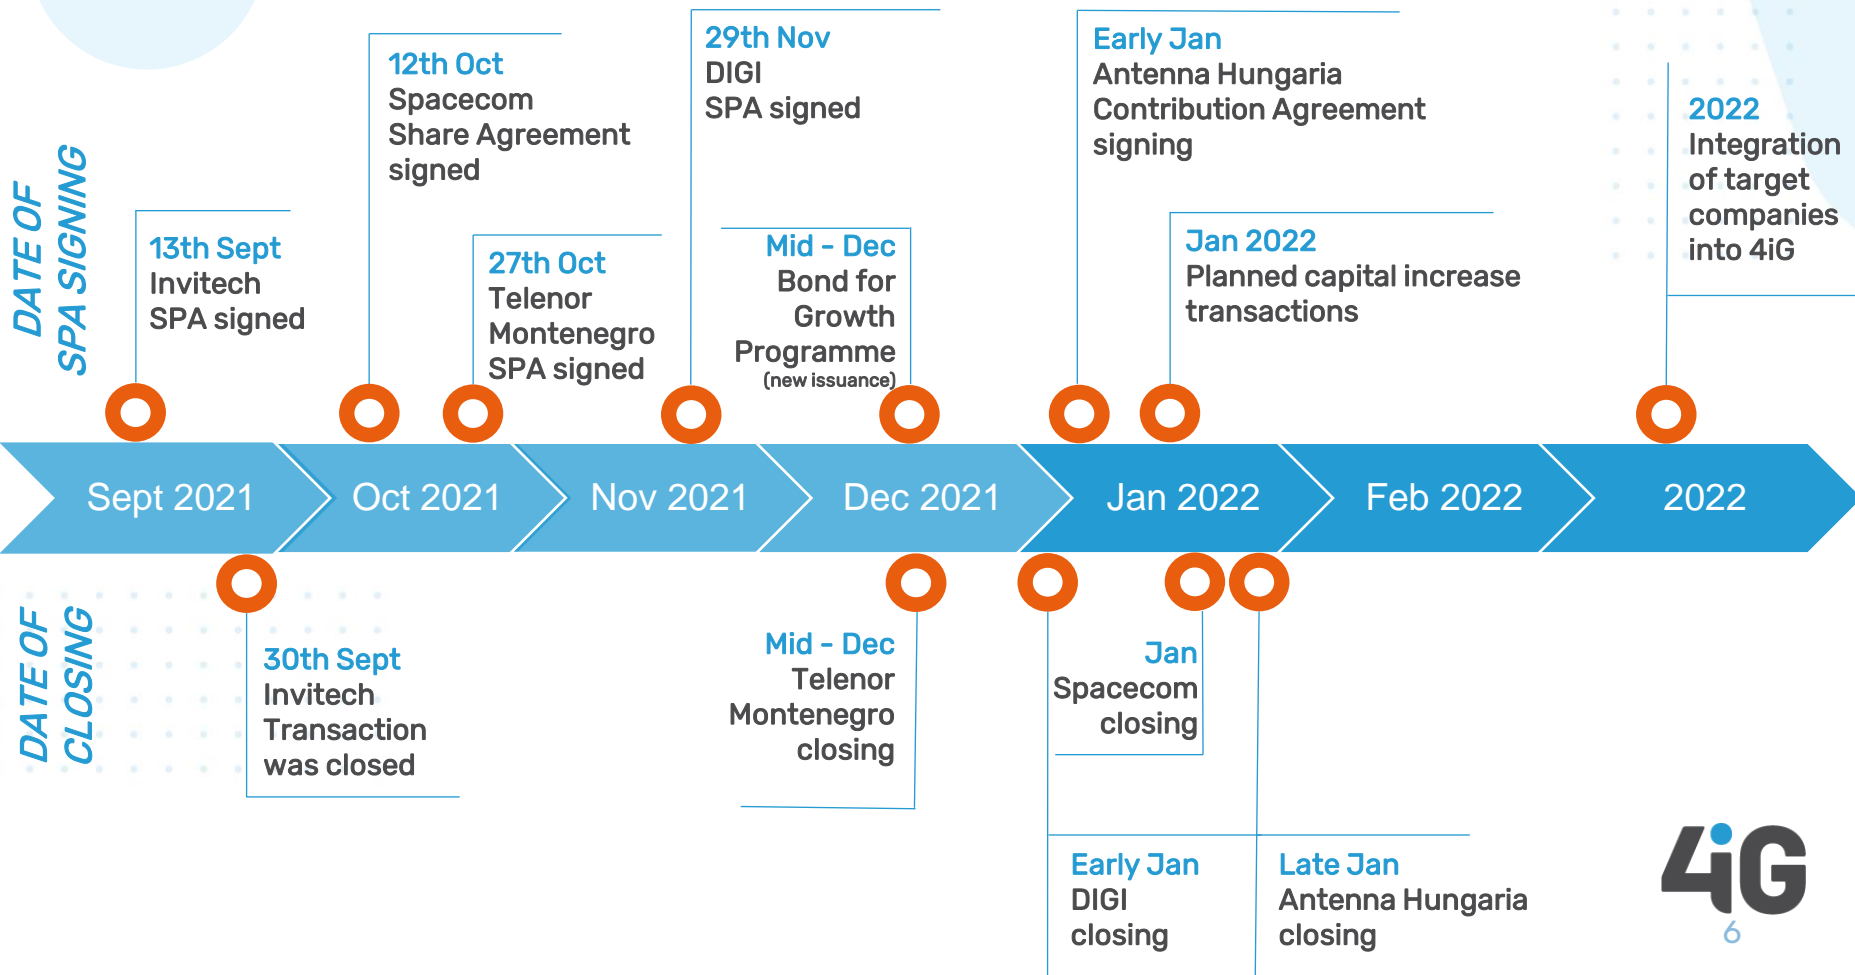 DATE OF
SPA SIGNING
13th Sept
Invitech
SPA signed
12th Oct
Spacecom
Share Agreement
signed
27th Oct
Telenor
Montenegro
SPA signed
29th Nov
DIGI
SPA signed
Mid - Dec
Bond for
Growth
Programme
(new issuance)
Early Jan
Antenna Hungaria
Contribution Agreement
signing
Jan 2022
Planned capital increase
transactions
2022
Integration
of target
companies
into 4iG
Sept 2021
Oct 2021
Nov 2021
Dec 2021
Jan 2022
Feb 2022
2022
DATE OF
CLOSING
30th Sept
Invitech
Transaction
was closed
Mid - Dec
Telenor
Montenegro
closing
Jan
Spacecom
closing
Early Jan
DIGI
closing
Late Jan
Antenna Hungaria
closing
4iG
6